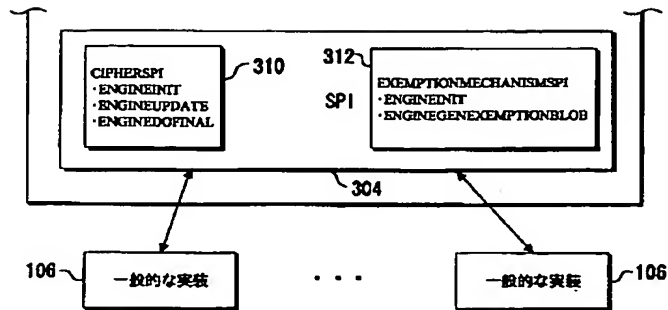 CIFHERSPI
・ENGINEINIT
・ENGINEUPDATE
・ENGINEDOFINAL
310
312
SPI
EXEMPTIONMECHANISMSPI
・ENGINEINIT
・ENGINEGENEXEMPTIONBLOB
304
106
一般的な実装
・・・
一般的な実装
106